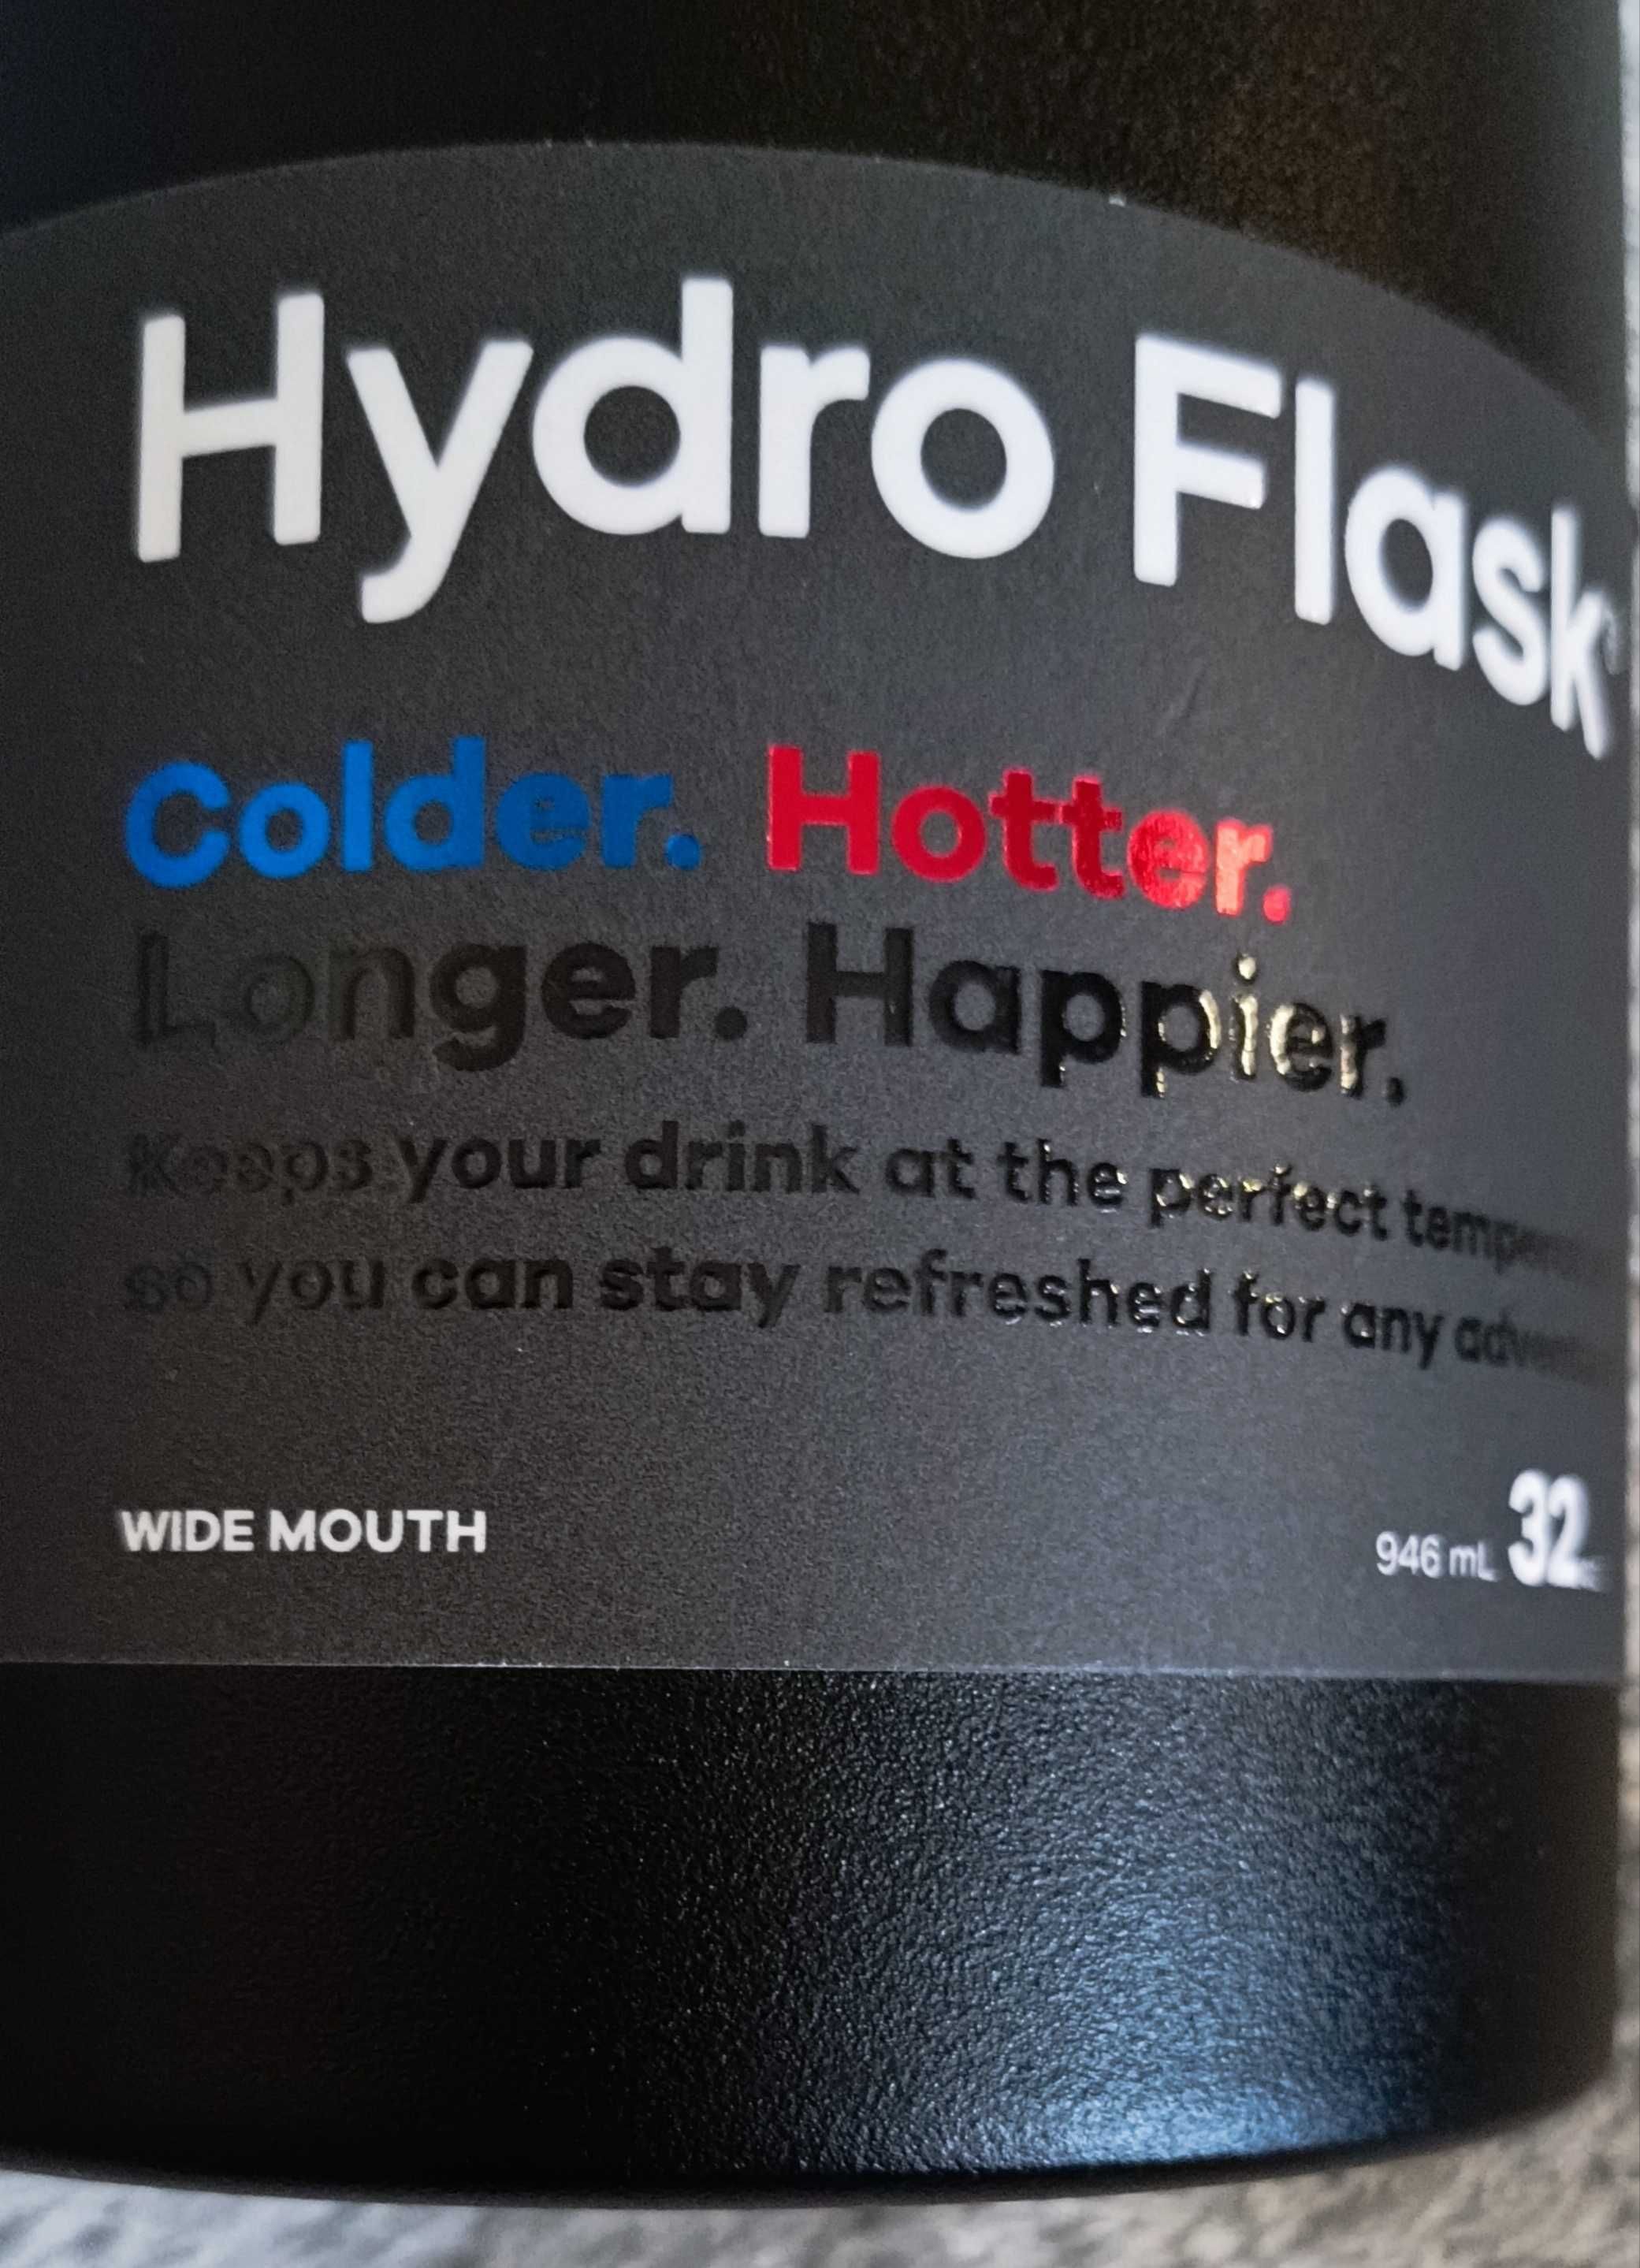 Hydro Flask
Colder. Hotter.
Longer. Happier.
Keeps your drink at the perfect
so you can stay refreshed for any
WIDE MOUTH
946 mL 32